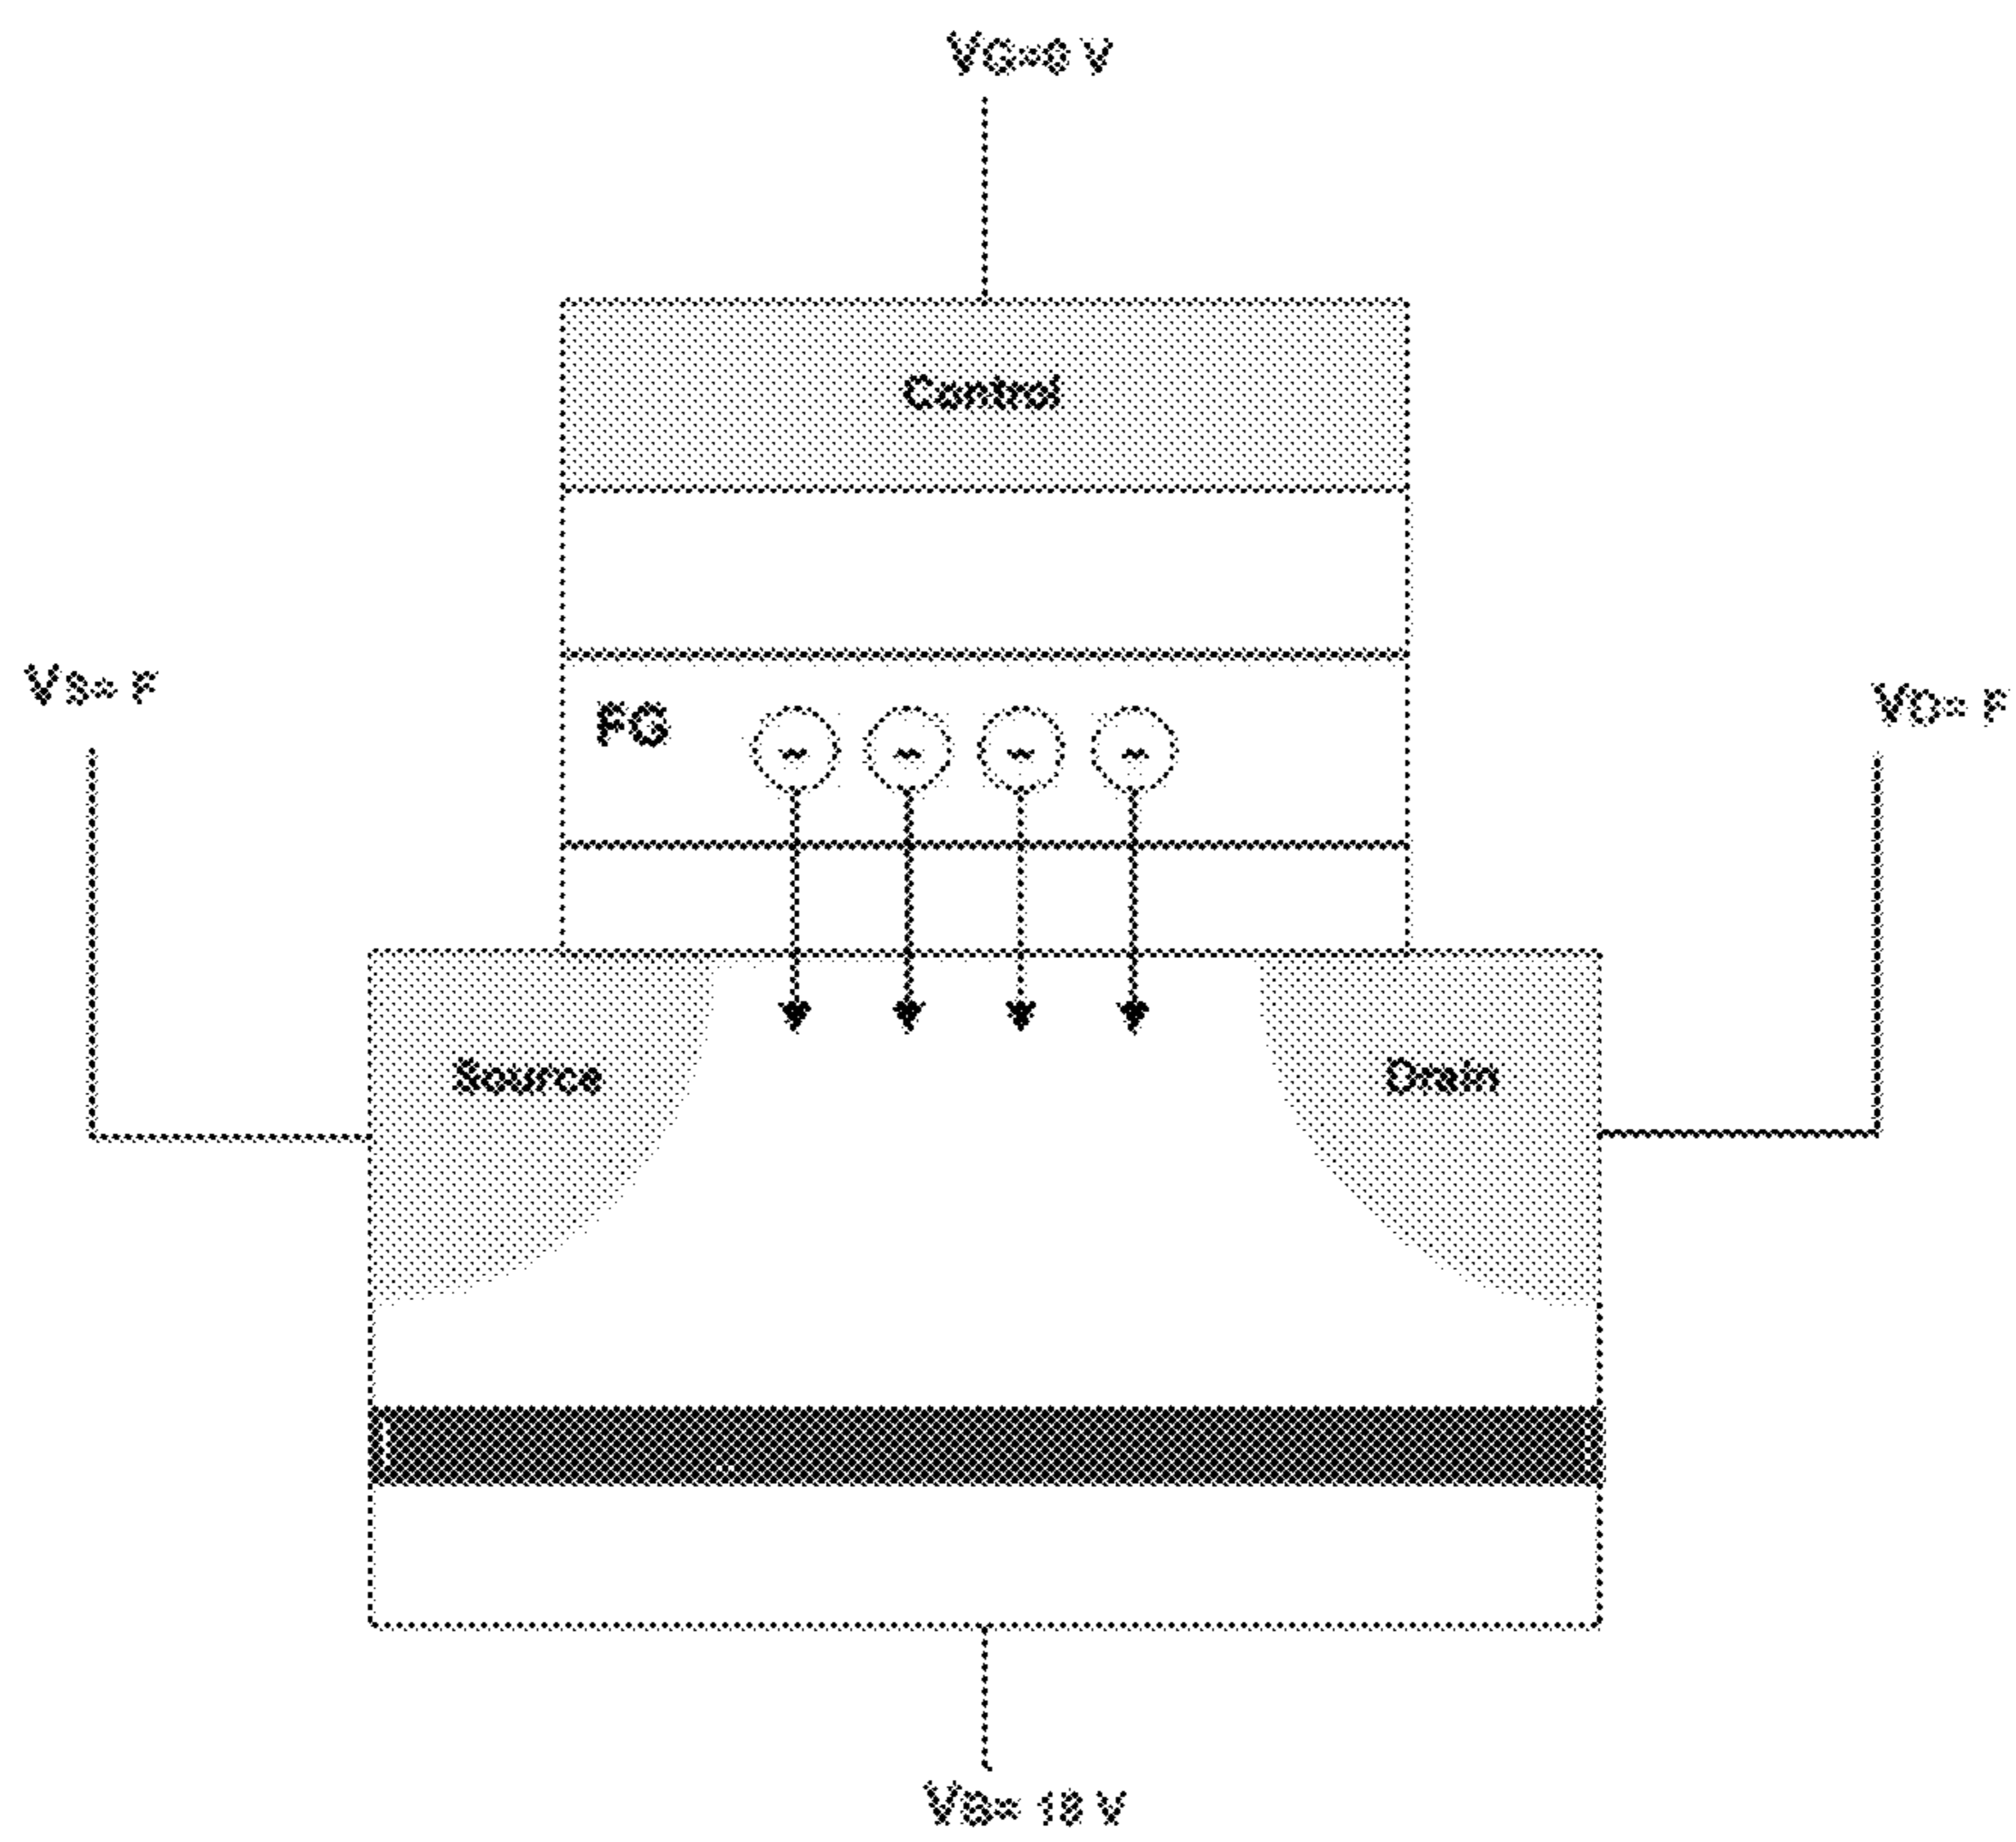 VG=0 V
Control
VS= F
VD= F
FG
- - - -
Source
Drain
VB= 18 V